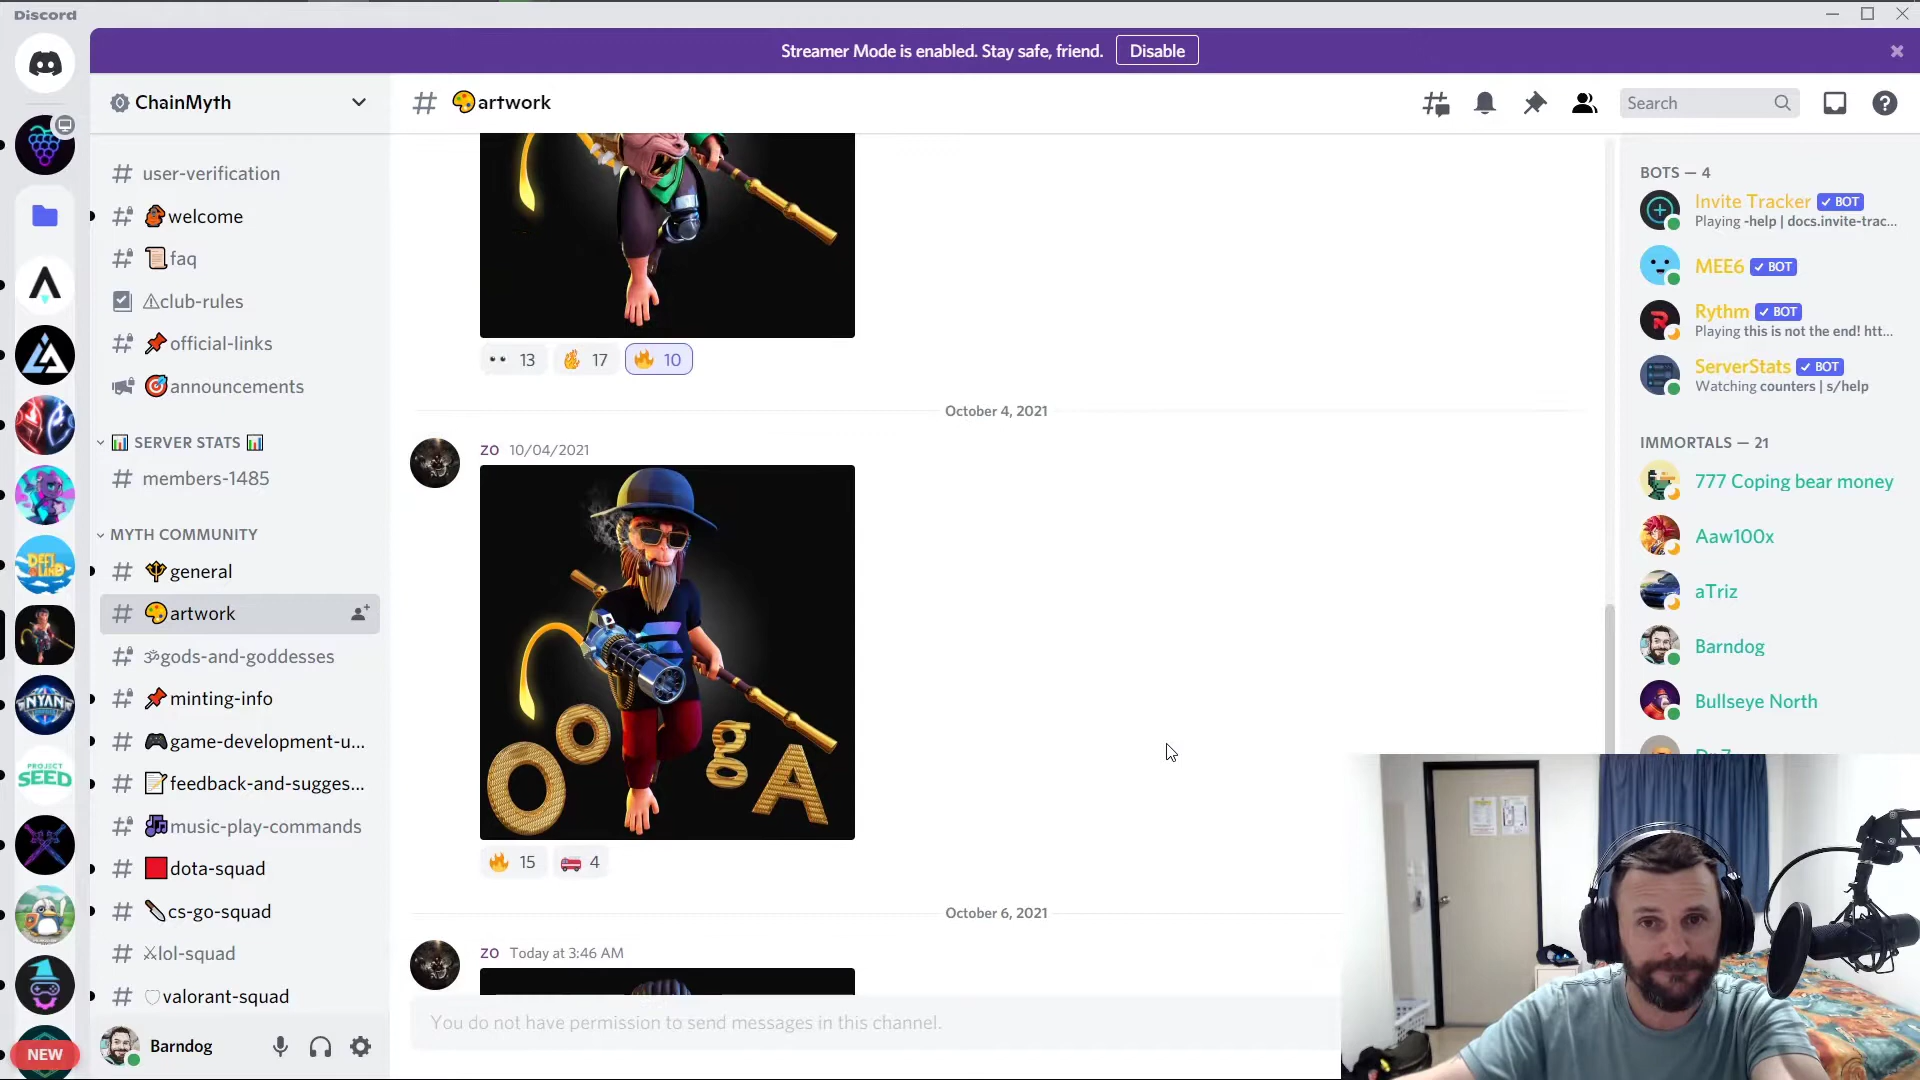 Discord
Streamer Mode is enabled. Stay safe, friend.
Disable
ChainMyth
artwork
Search
user-verification
welcome
faq
club-rules
official-links
announcements
SERVER STATS
members-1485
MYTH COMMUNITY
general
artwork
gods-and-goddesses
minting-info
game-development-u...
feedback-and-sugges...
music-play-commands
dota-squad
cs-go-squad
lol-squad
valorant-squad
Barndog
NEW
DEFI LAND
NYAN
PROJECT
SEED
13
17
10
October 4, 2021
ZO 10/04/2021
OogA
15
4
October 6, 2021
ZO Today at 3:46 AM
You do not have permission to send messages in this channel.
BOTS — 4
Invite Tracker BOT
Playing -help | docs.invite-trac...
MEE6 BOT
Rythm BOT
Playing this is not the end! htt...
ServerStats BOT
Watching counters | s/help
IMMORTALS — 21
777 Coping bear money
Aaw100x
aTriz
Barndog
Bullseye North